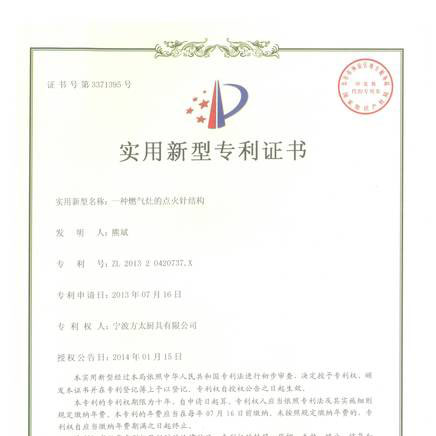 证书号第3371395号
实用新型专利证书
实用新型名称：一种燃气灶的点火针结构
发 明 人：熊斌
专 利 号：ZL 2013 2 0420737.X
专利申请日：2013年07月16日
专 利 权 人：宁波方太厨具有限公司
授权公告日：2014年01月15日
本实用新型经过本局依照中华人民共和国专利法进行初步审查，决定授予专利权，颁
发本证书并在专利登记簿上予以登记。专利权自授权公告之日起生效。
本专利的专利权期限为十年，自申请日起算。专利权人应当依照专利法及其实施细则
规定缴纳年费。本专利的年费应当在每年07月16日前缴纳。未按照规定缴纳年费的，专
利权自应当缴纳年费期满之日起终止。